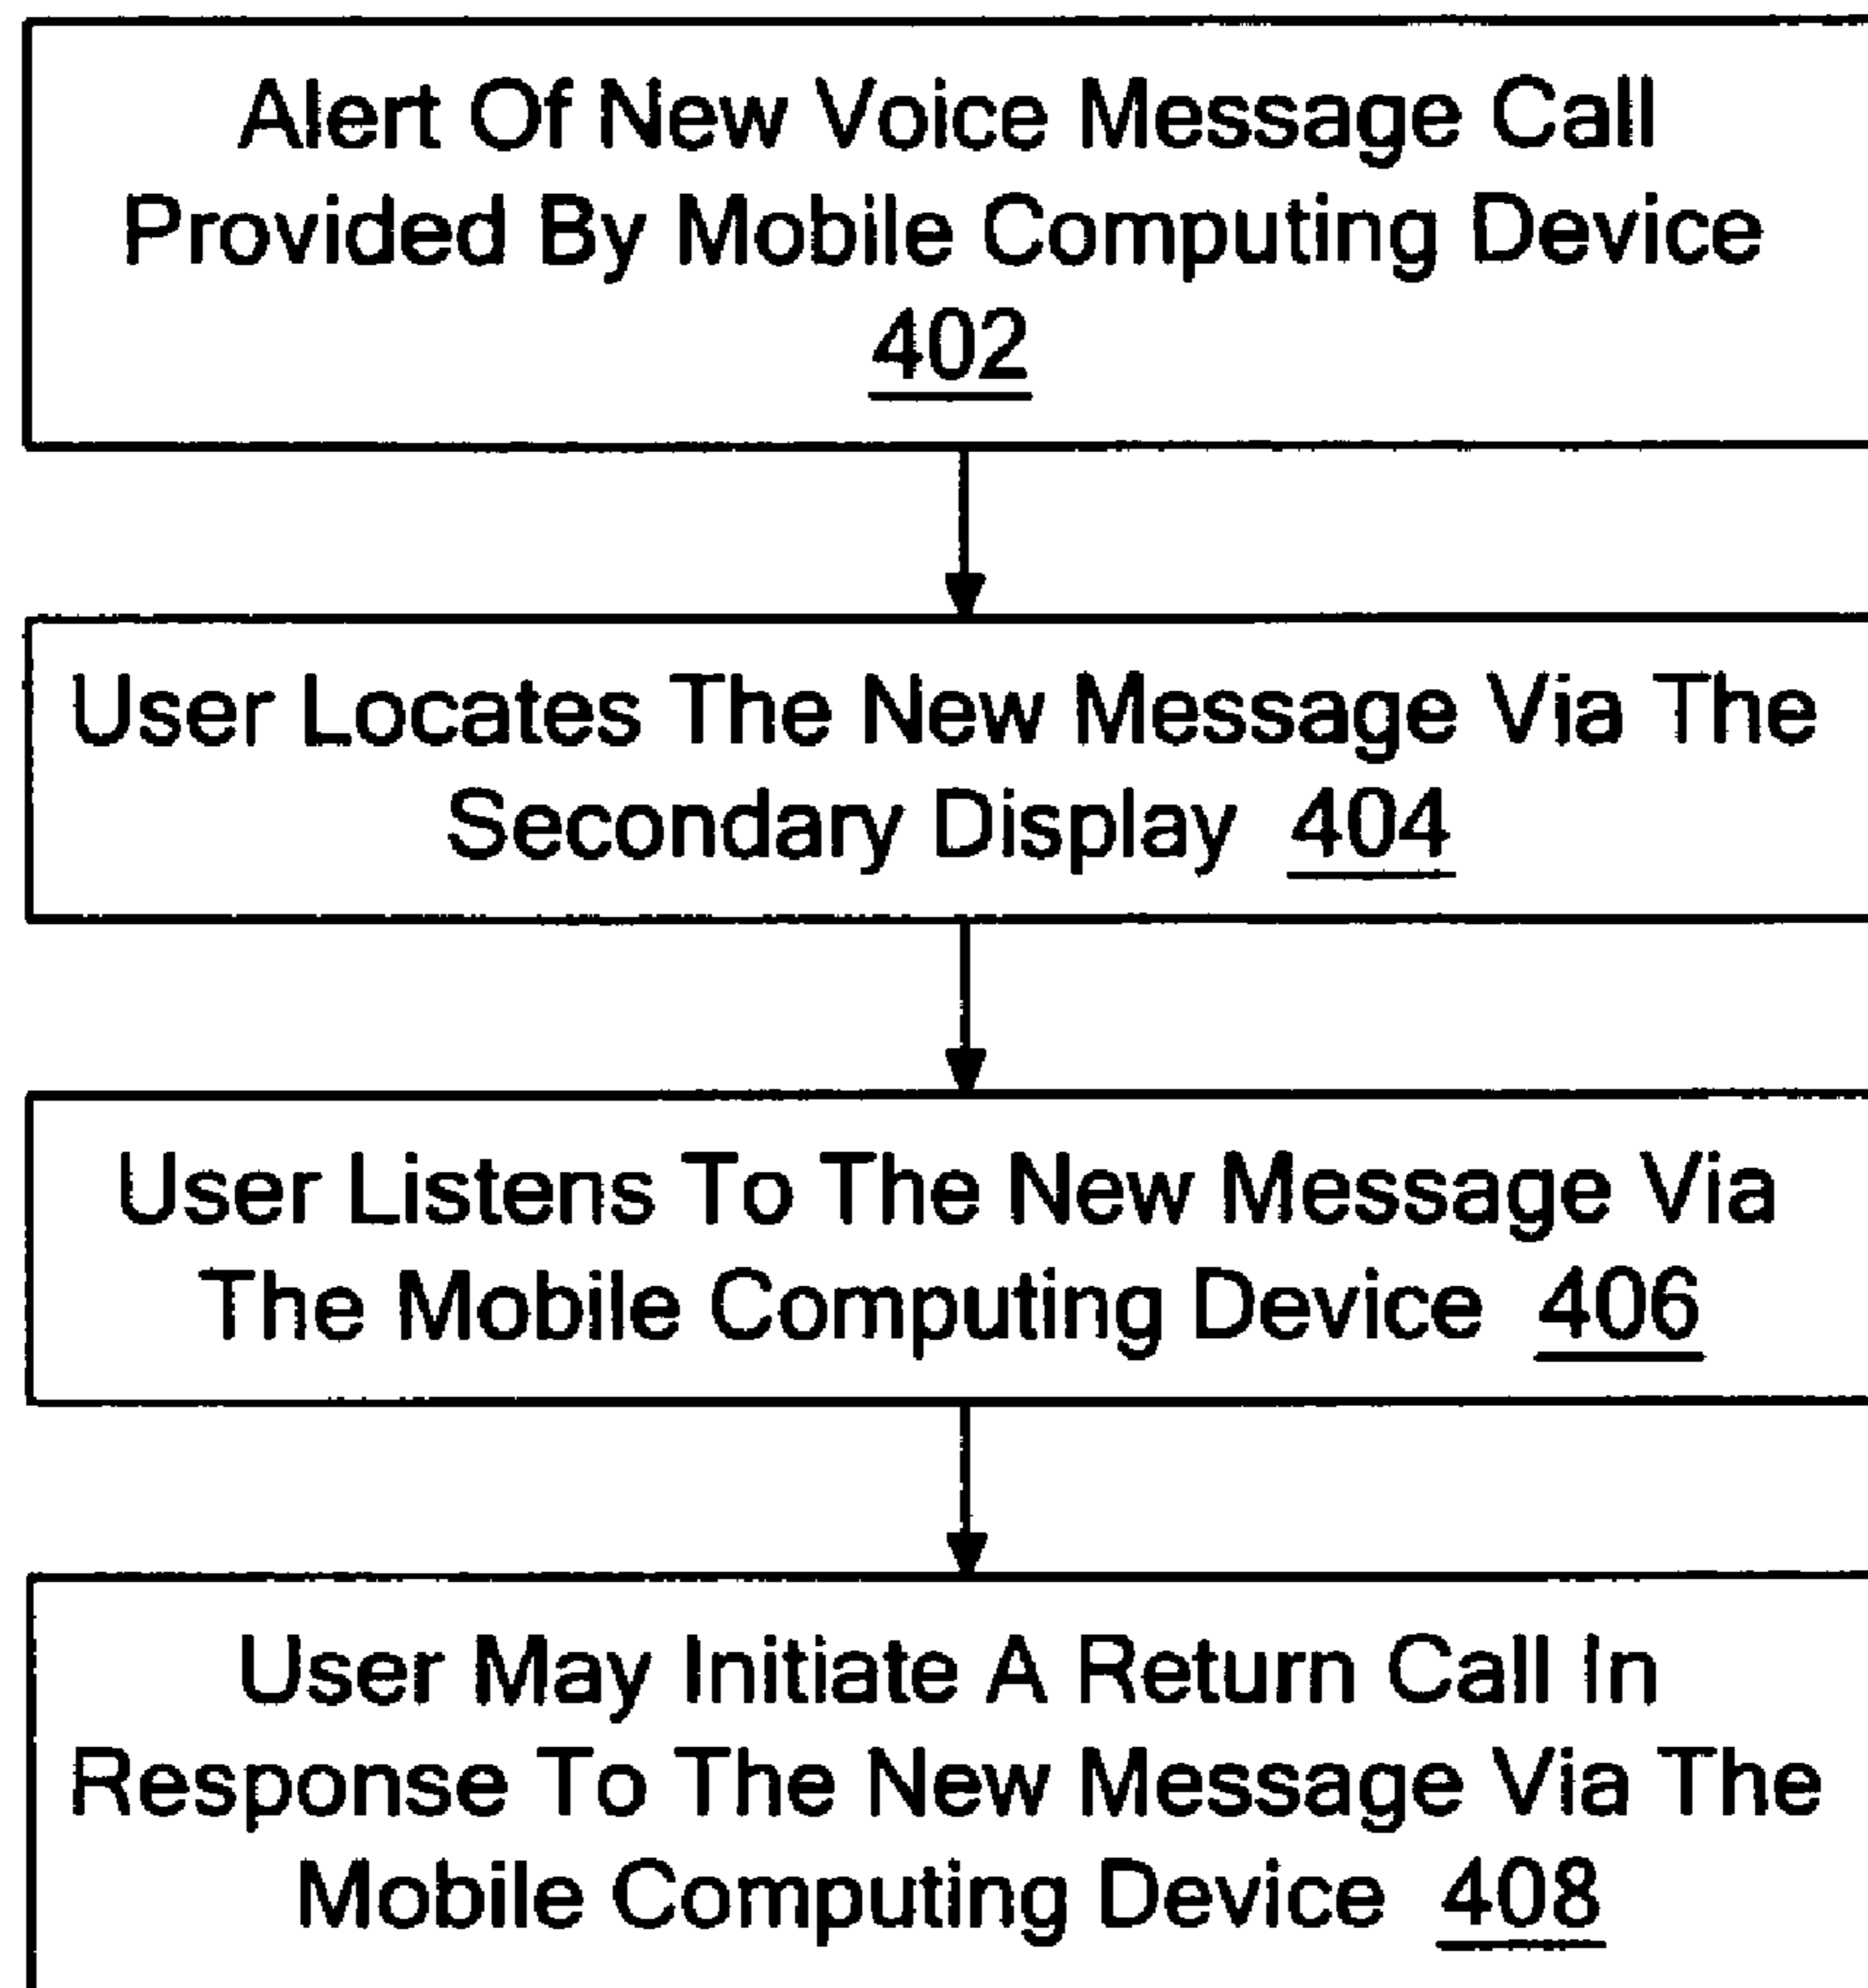 Alert Of New Voice Message Call
Provided By Mobile Computing Device
402
User Locates The New Message Via The
Secondary Display 404
User Listens To The New Message Via
The Mobile Computing Device 406
User May Initiate A Return Call In
Response To The New Message Via The
Mobile Computing Device 408